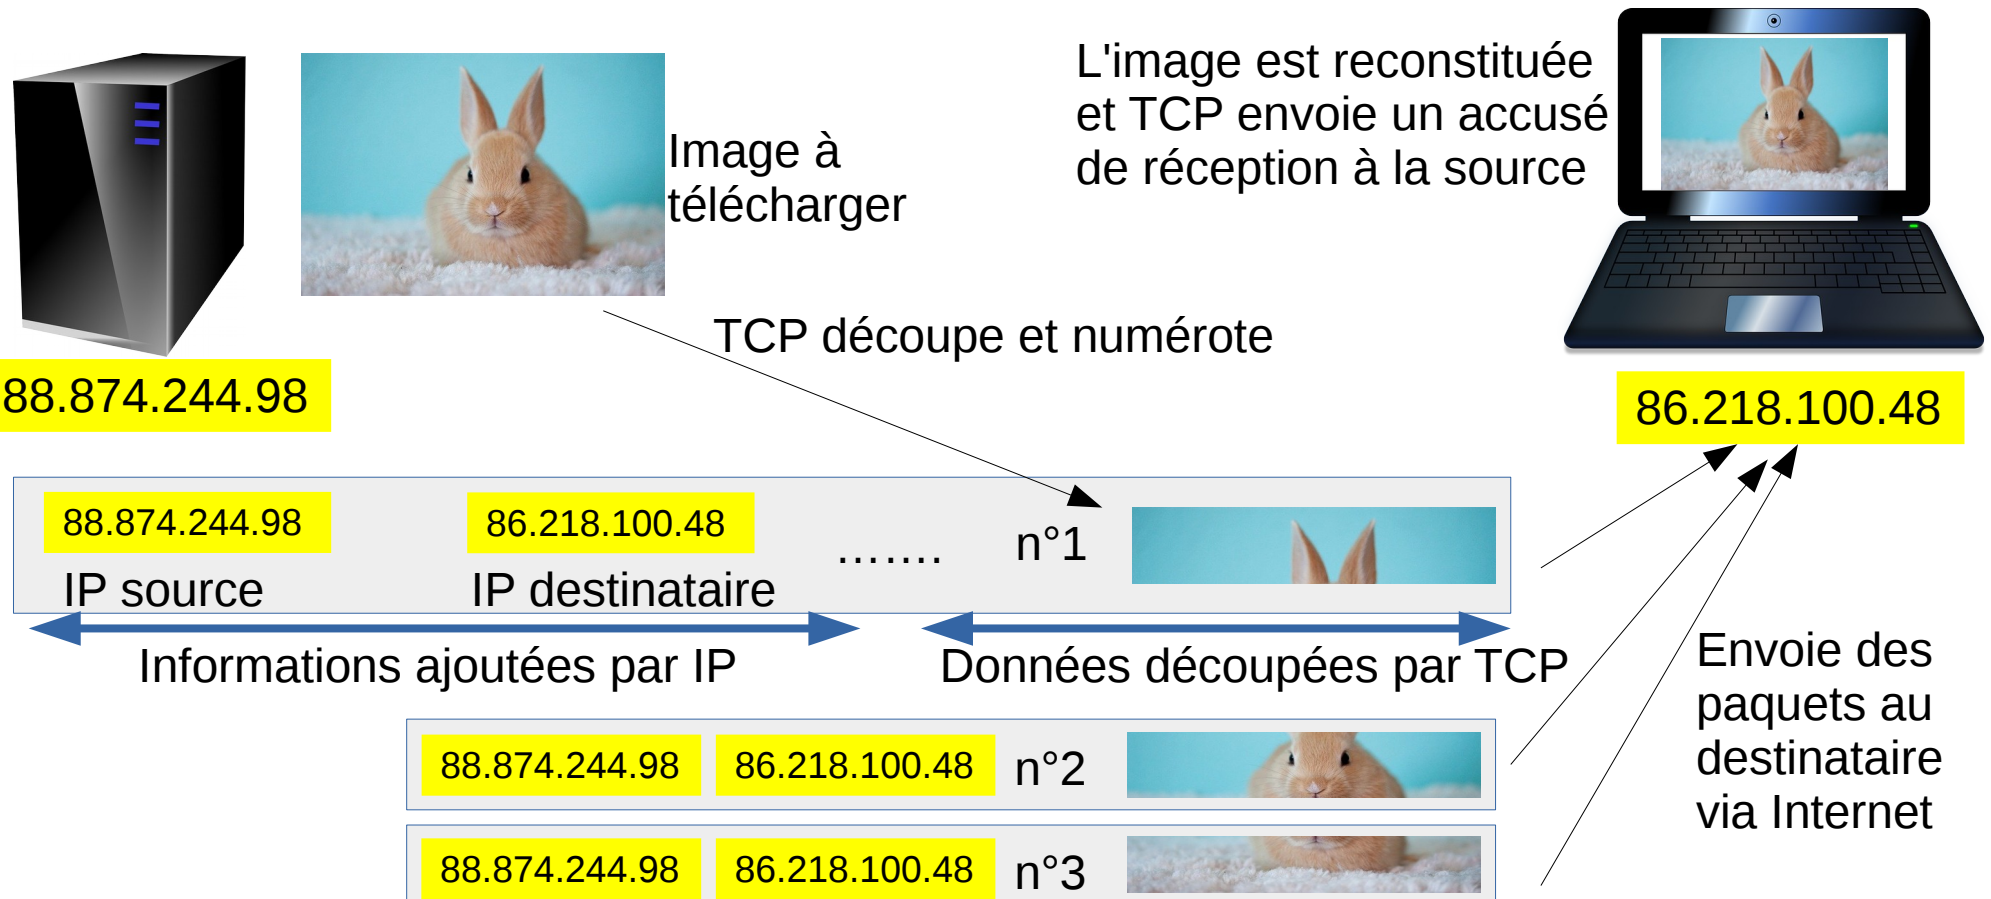 Image à
télécharger
L'image est reconstituée
et TCP envoie un accusé
de réception à la source
TCP découpe et numérote
88.874.244.98
86.218.100.48
88.874.244.98
86.218.100.48
.......
n°1
IP source
IP destinataire
Informations ajoutées par IP
Données découpées par TCP
Envoie des
paquets au
destinataire
via Internet
88.874.244.98
86.218.100.48
n°2
88.874.244.98
86.218.100.48
n°3